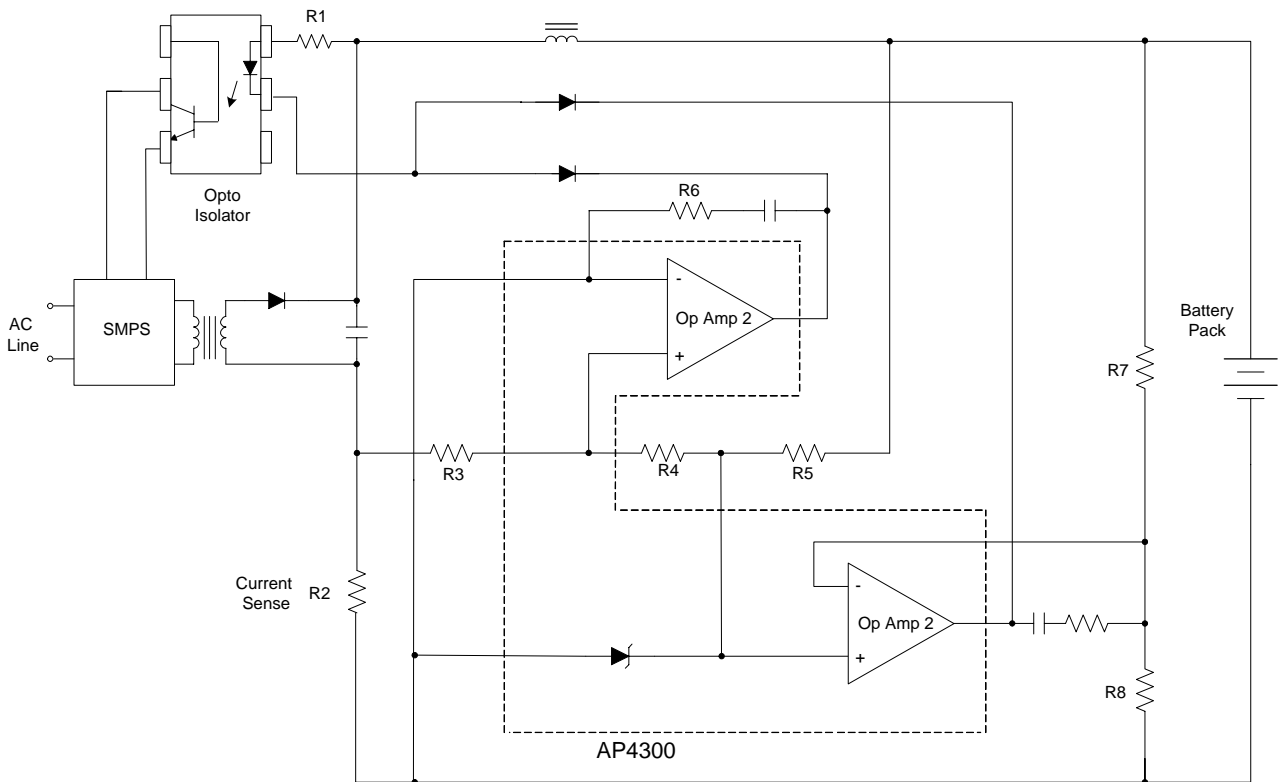 R1
Opto
Isolator
R6
-
Op Amp 2
+
AC
Line
SMPS
Battery
Pack
R7
R3
R4
R5
Current
Sense
R2
-
Op Amp 2
+
R8
AP4300